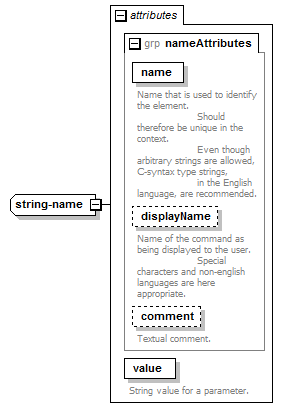 attributes
grp nameAttributes
name
Name that is used to identify
the element.
Should
therefore be unique in the
context.
Even though
arbitrary strings are allowed,
C-syntax type strings,
in the English
language, are recommended.
string-name
displayName
Name of the command as
being displayed to the user.
Special
characters and non-english
languages are here
appropriate.
comment
Textual comment.
value
String value for a parameter.